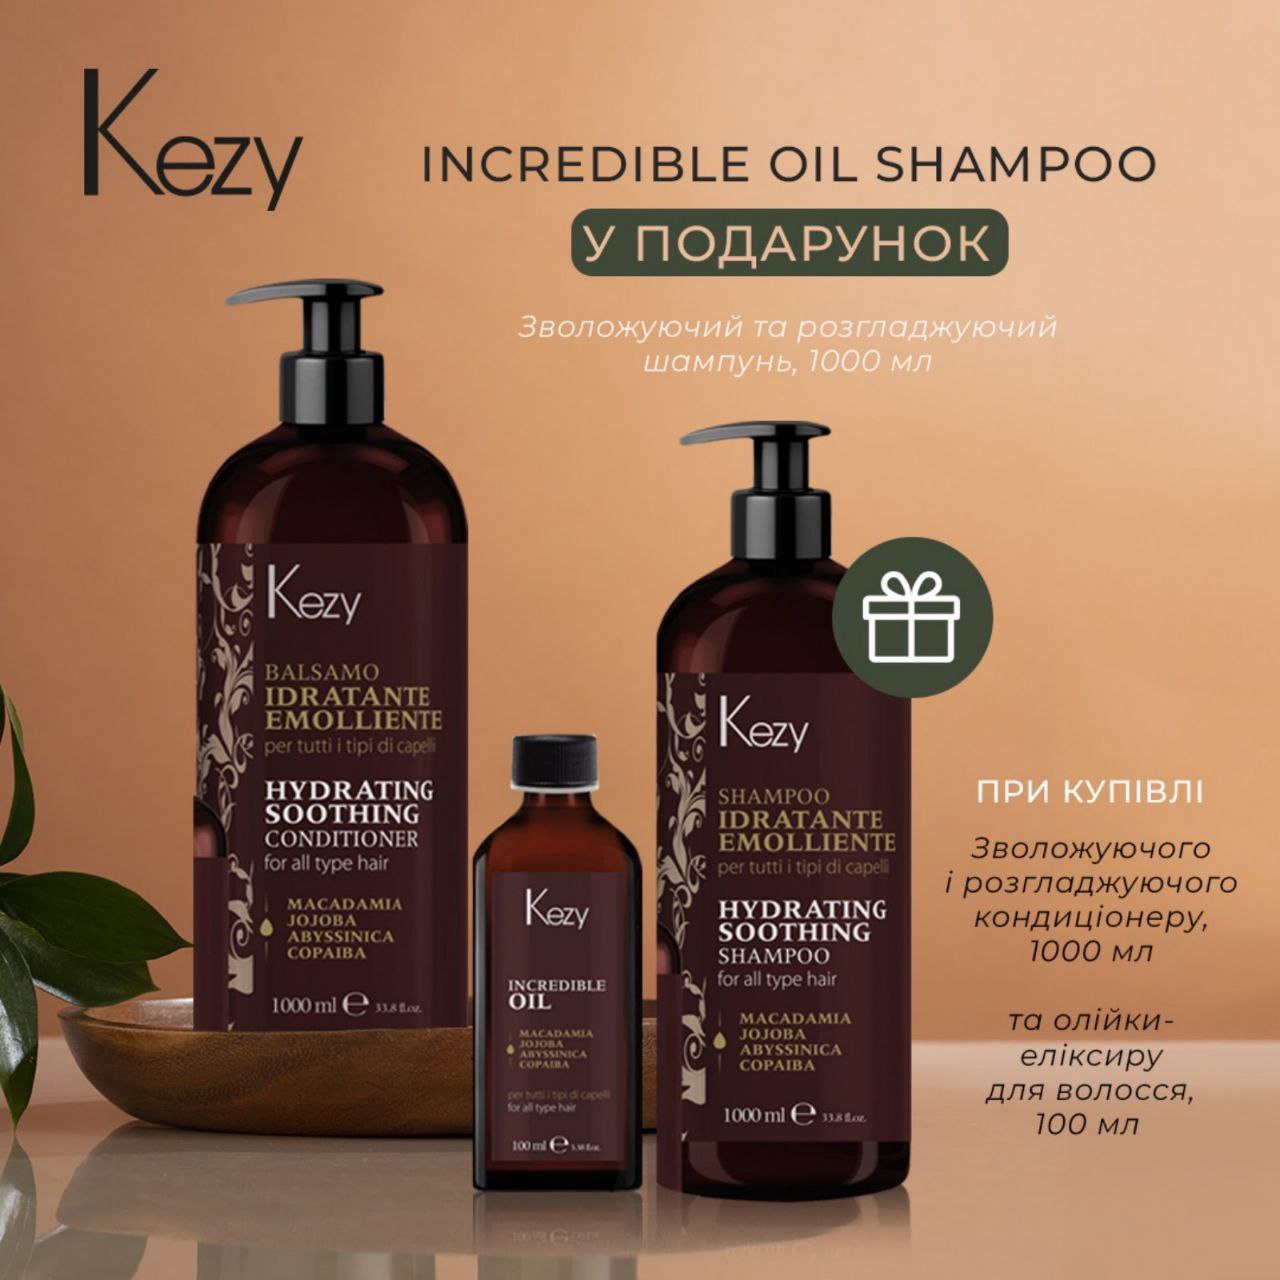 Kezy
INCREDIBLE OIL SHAMPOO
У ПОДАРУНОК
Зволожуючий та розгладжуючий
шампунь, 1000 мл
Kezy
BALSAMO
IDRATANTE
EMOLLIENTE
per tutti i tipi di capelli
HYDRATING
SOOTHING
CONDITIONER
for all type hair
MACADAMIA
JOJOBA
ABYSSINICA
COPAIBA
1000 ml ℮ 33.8 fl.oz.
Kezy
INCREDIBLE
OIL
MACADAMIA
JOJOBA
ABYSSINICA
COPAIBA
per tutti i tipi di capelli
for all type hair
100 ml ℮ 3.38 fl.oz.
Kezy
SHAMPOO
IDRATANTE
EMOLLIENTE
per tutti i tipi di capelli
HYDRATING
SOOTHING
SHAMPOO
for all type hair
MACADAMIA
JOJOBA
ABYSSINICA
COPAIBA
1000 ml ℮ 33.8 fl.oz.
ПРИ КУПІВЛІ
Зволожуючого
і розгладжуючого
кондиціонеру,
1000 мл
та олійки-
еліксиру
для волосся,
100 мл